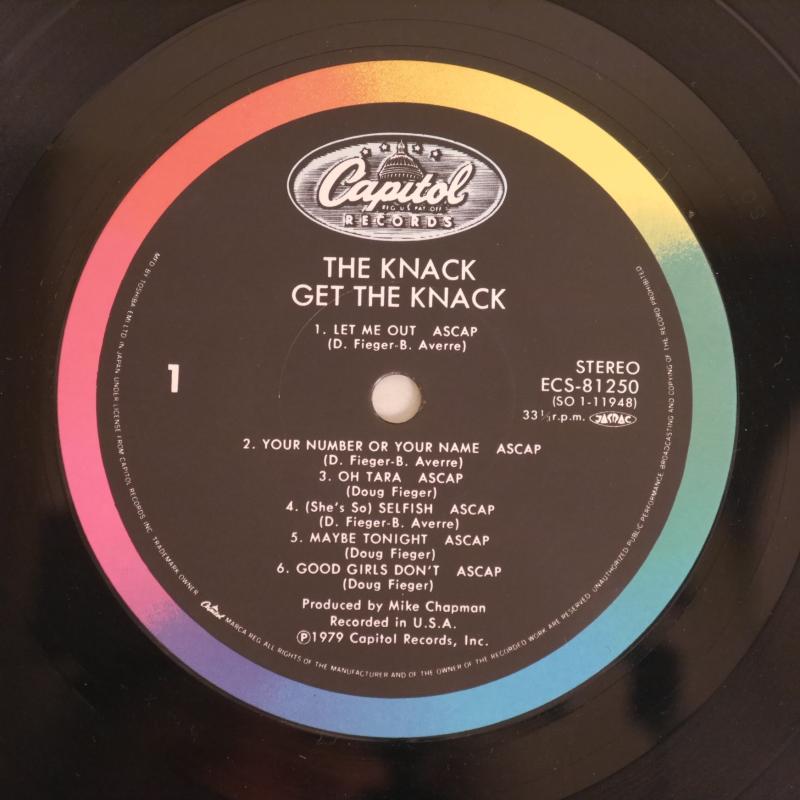 Capitol
REG. U.S. PAT. OFF.
RECORDS
THE KNACK
GET THE KNACK
1. LET ME OUT ASCAP
(D. Fieger-B. Averre)
1
STEREO
ECS-81250
(SO 1-11948)
33⅓r.p.m. JASRAC
2. YOUR NUMBER OR YOUR NAME ASCAP
(D. Fieger-B. Averre)
3. OH TARA ASCAP
(Doug Fieger)
4. (She's So) SELFISH ASCAP
(D. Fieger-B. Averre)
5. MAYBE TONIGHT ASCAP
(Doug Fieger)
6. GOOD GIRLS DON'T ASCAP
(Doug Fieger)
Produced by Mike Chapman
Recorded in U.S.A.
Ⓟ1979 Capitol Records, Inc.
MFD BY TOSHIBA EMI LTD IN JAPAN UNDER LICENSE FROM CAPITOL RECORDS INC. TRADEMARK OWNER Capitol MARCA REG. ALL RIGHTS OF THE MANUFACTURER AND OF THE OWNER OF THE RECORDED WORK ARE RESERVED. UNAUTHORIZED PUBLIC PERFORMANCE BROADCASTING AND COPYING OF THE RECORD PROHIBITED